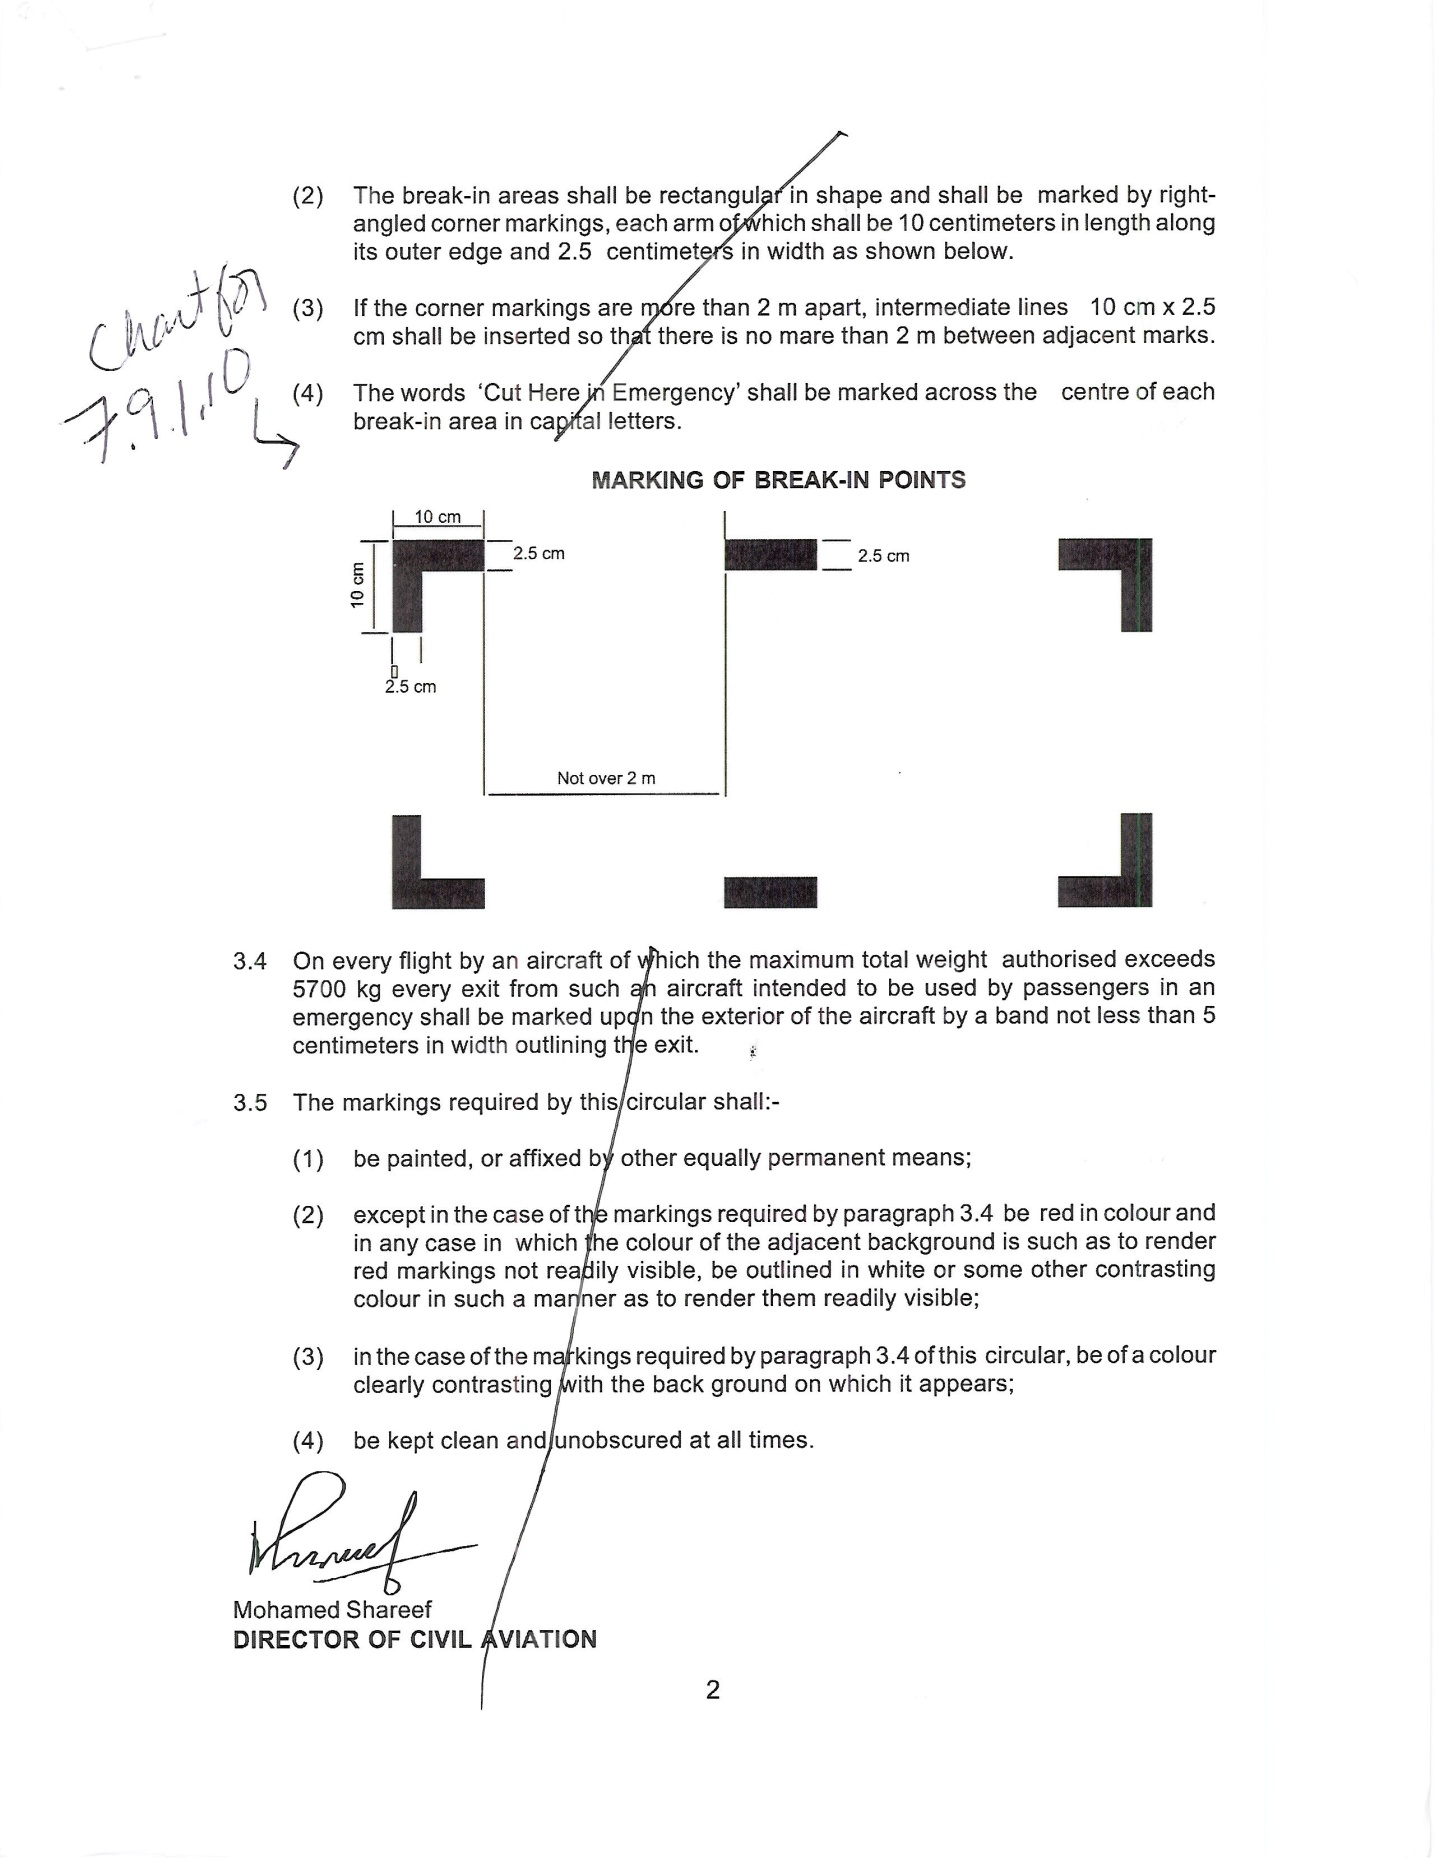 (2) The break-in areas shall be rectangular in shape and shall be marked by right-
angled corner markings, each arm of which shall be 10 centimeters in length along
its outer edge and 2.5 centimeters in width as shown below.
Chart for
7.9.1.10
(3) If the corner markings are more than 2 m apart, intermediate lines 10 cm x 2.5
cm shall be inserted so that there is no mare than 2 m between adjacent marks.
(4) The words ‘Cut Here in Emergency’ shall be marked across the centre of each
break-in area in capital letters.
MARKING OF BREAK-IN POINTS
10 cm
2.5 cm
2.5 cm
10 cm
2.5 cm
Not over 2 m
3.4 On every flight by an aircraft of which the maximum total weight authorised exceeds
5700 kg every exit from such an aircraft intended to be used by passengers in an
emergency shall be marked upon the exterior of the aircraft by a band not less than 5
centimeters in width outlining the exit.
3.5 The markings required by this circular shall:-
(1) be painted, or affixed by other equally permanent means;
(2) except in the case of the markings required by paragraph 3.4 be red in colour and
in any case in which the colour of the adjacent background is such as to render
red markings not readily visible, be outlined in white or some other contrasting
colour in such a manner as to render them readily visible;
(3) in the case of the markings required by paragraph 3.4 of this circular, be of a colour
clearly contrasting with the back ground on which it appears;
(4) be kept clean and unobscured at all times.
Mohamed Shareef
DIRECTOR OF CIVIL AVIATION
2